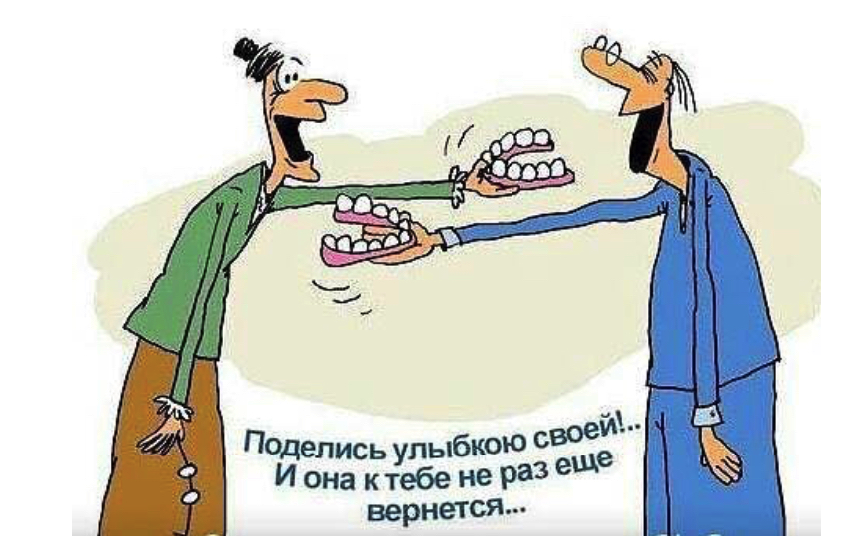 Поделись улыбкою своей!..
И она к тебе не раз еще
вернется...